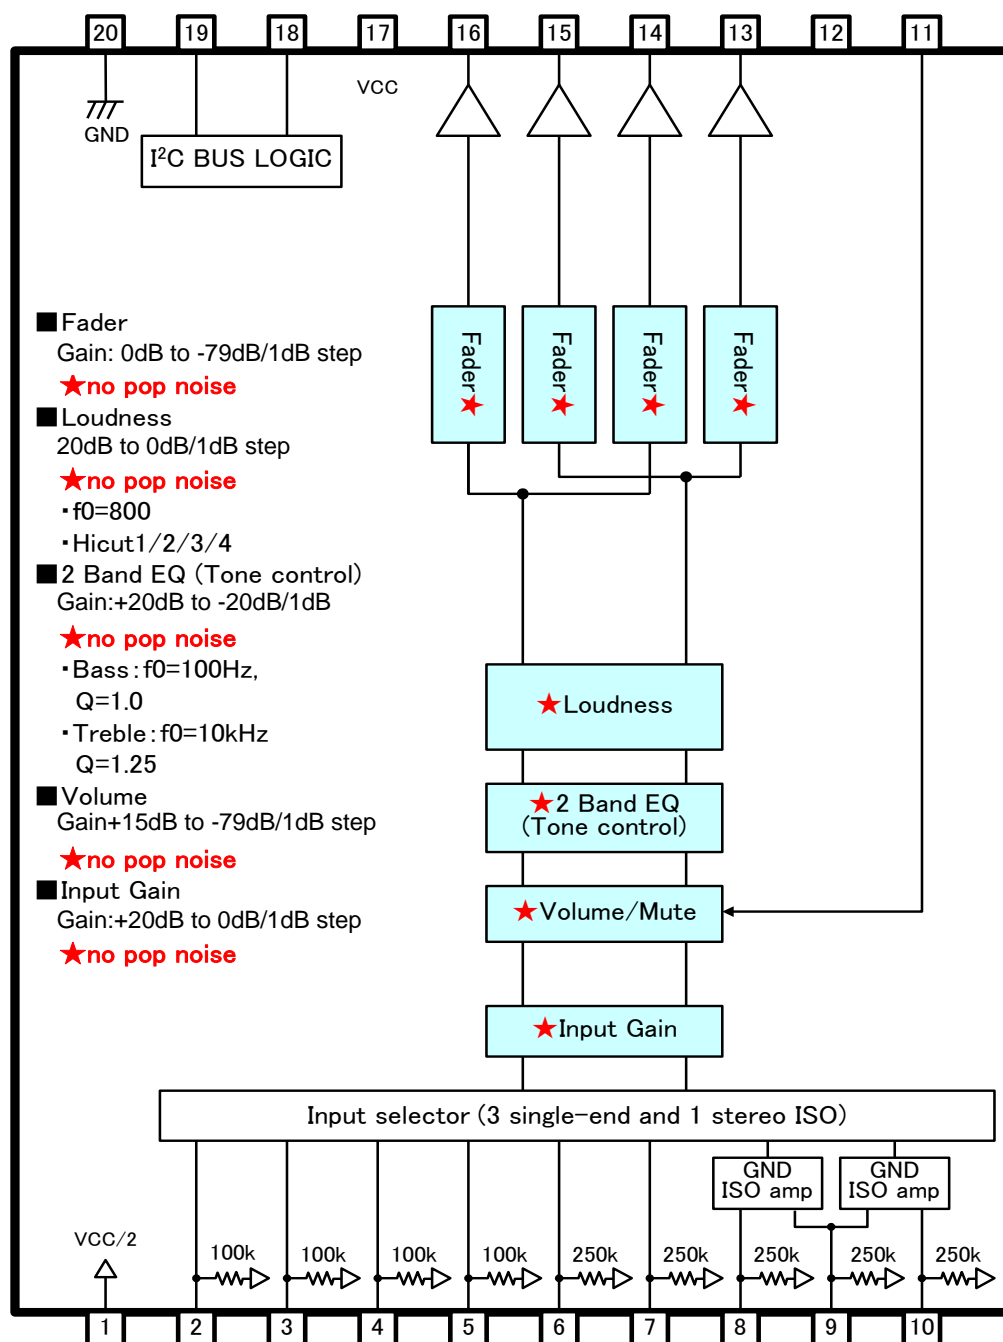 20 19 18 17 16 15 14 13 12 11
VCC
GND
I²C BUS LOGIC
■Fader
Gain: 0dB to -79dB/1dB step
★no pop noise
■Loudness
20dB to 0dB/1dB step
★no pop noise
・f0=800
・Hicut1/2/3/4
■2 Band EQ (Tone control)
Gain:+20dB to -20dB/1dB
★no pop noise
・Bass:f0=100Hz,
Q=1.0
・Treble:f0=10kHz
Q=1.25
■Volume
Gain+15dB to -79dB/1dB step
★no pop noise
■Input Gain
Gain:+20dB to 0dB/1dB step
★no pop noise
Fader★ Fader★ Fader★ Fader★
★Loudness
★2 Band EQ
(Tone control)
★Volume/Mute
★Input Gain
Input selector (3 single-end and 1 stereo ISO)
GND
ISO amp
GND
ISO amp
VCC/2
100k 100k 100k 100k 250k 250k 250k 250k 250k
1 2 3 4 5 6 7 8 9 10